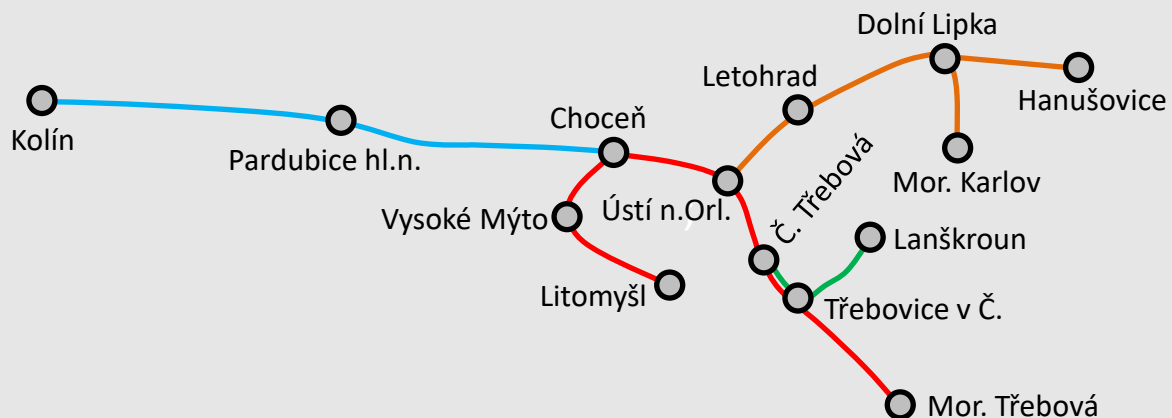 Dolní Lipka
Letohrad
Hanušovice
Choceň
Kolín
Pardubice hl.n.
Č. Třebová
Mor. Karlov
Vysoké Mýto
Ústí n.Orl.
Lanškroun
Litomyšl
Třebovice v Č.
Mor. Třebová